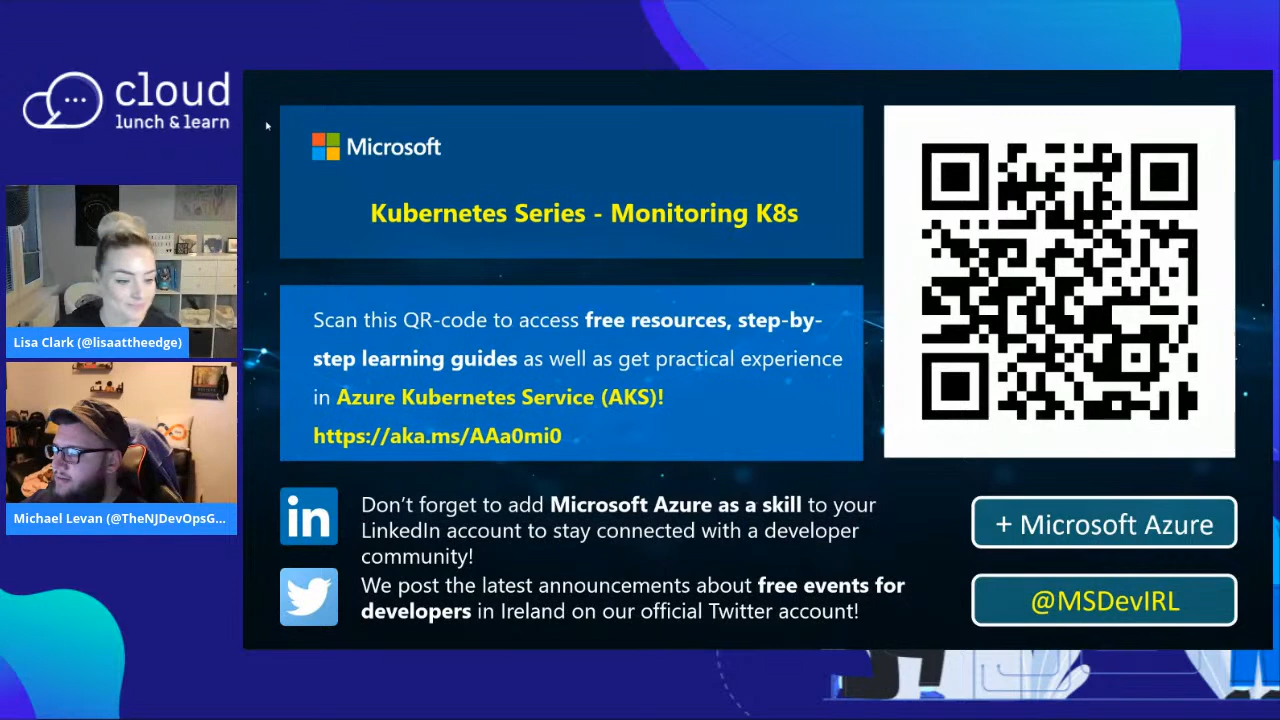 cloud
lunch & learn
Microsoft
Kubernetes Series - Monitoring K8s
Scan this QR-code to access free resources, step-by-
step learning guides as well as get practical experience
in Azure Kubernetes Service (AKS)!
https://aka.ms/AAa0mi0
Lisa Clark (@lisaattheedge)
Michael Levan (@TheNJDevOpsG...
in
Don't forget to add Microsoft Azure as a skill to your
LinkedIn account to stay connected with a developer
community!
+ Microsoft Azure
We post the latest announcements about free events for
developers in Ireland on our official Twitter account!
@MSDevIRL